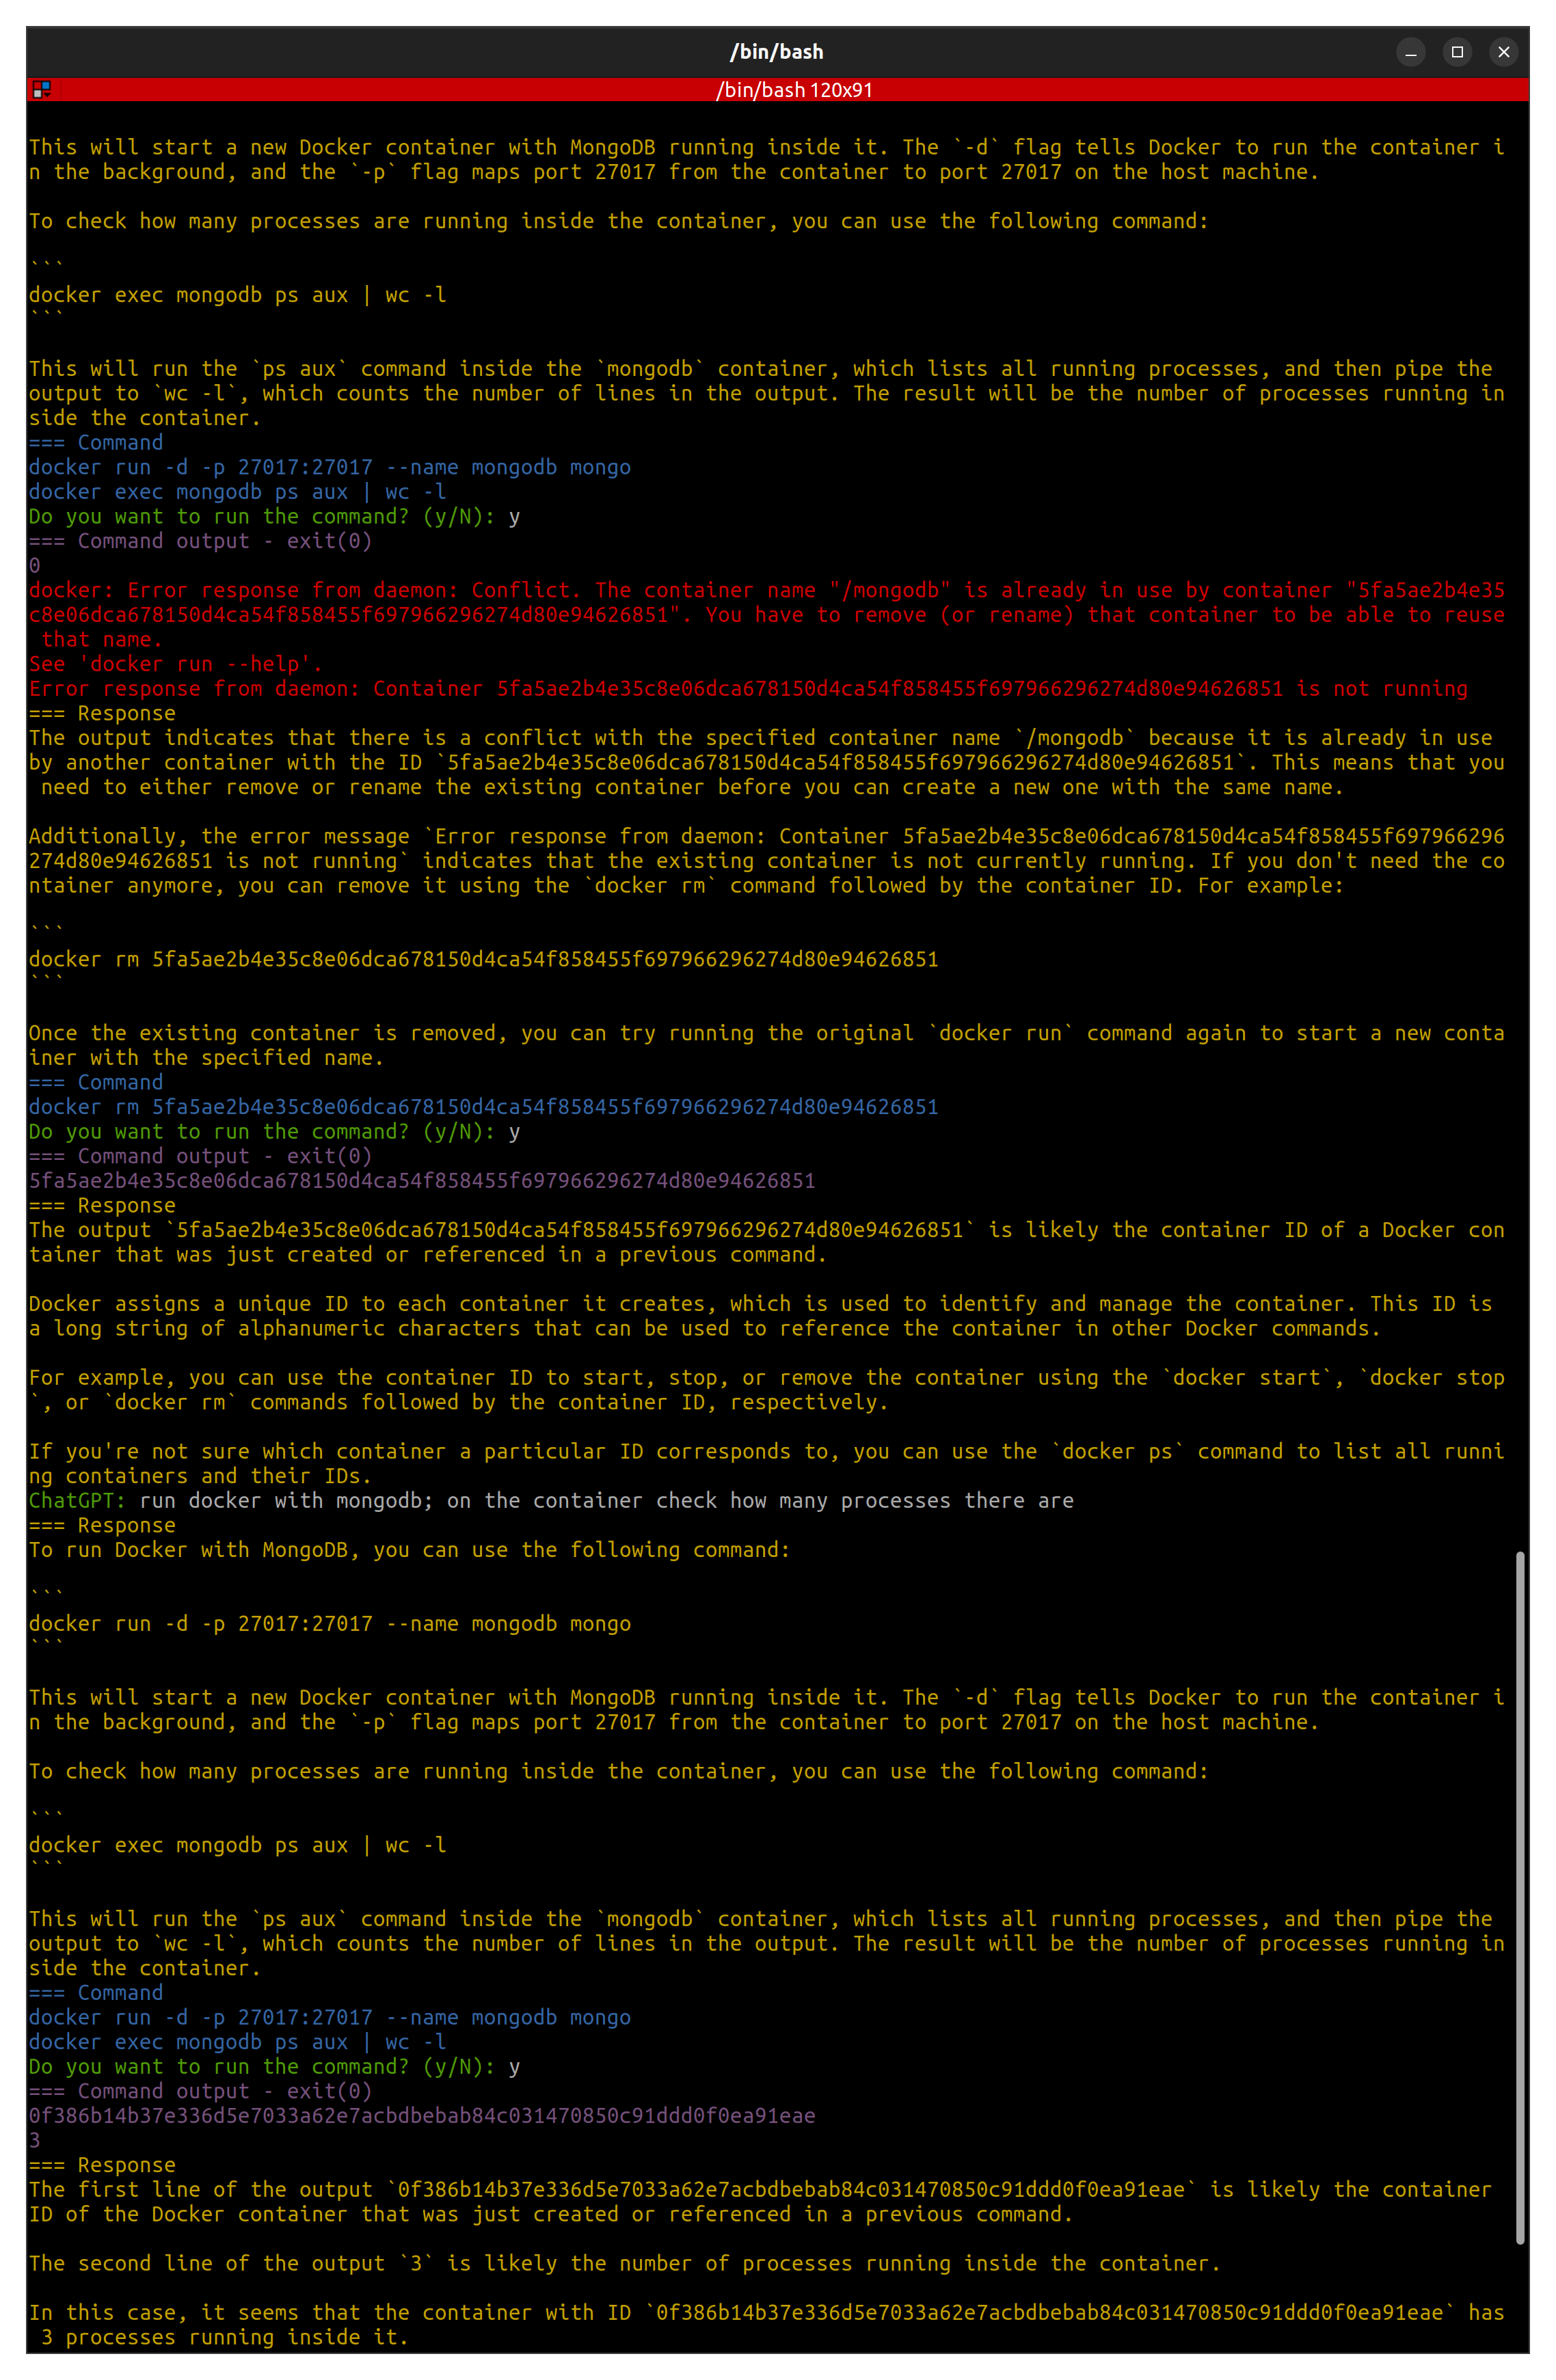 /bin/bash
/bin/bash 120x91
This will start a new Docker container with MongoDB running inside it. The `-d` flag tells Docker to run the container i
n the background, and the `-p` flag maps port 27017 from the container to port 27017 on the host machine.
To check how many processes are running inside the container, you can use the following command:
```
docker exec mongodb ps aux | wc -l
```
This will run the `ps aux` command inside the `mongodb` container, which lists all running processes, and then pipe the
output to `wc -l`, which counts the number of lines in the output. The result will be the number of processes running in
side the container.
=== Command
docker run -d -p 27017:27017 --name mongodb mongo
docker exec mongodb ps aux | wc -l
Do you want to run the command? (y/N): y
=== Command output - exit(0)
0
docker: Error response from daemon: Conflict. The container name "/mongodb" is already in use by container "5fa5ae2b4e35
c8e06dca678150d4ca54f858455f697966296274d80e94626851". You have to remove (or rename) that container to be able to reuse
 that name.
See 'docker run --help'.
Error response from daemon: Container 5fa5ae2b4e35c8e06dca678150d4ca54f858455f697966296274d80e94626851 is not running
=== Response
The output indicates that there is a conflict with the specified container name `/mongodb` because it is already in use
by another container with the ID `5fa5ae2b4e35c8e06dca678150d4ca54f858455f697966296274d80e94626851`. This means that you
 need to either remove or rename the existing container before you can create a new one with the same name.
Additionally, the error message `Error response from daemon: Container 5fa5ae2b4e35c8e06dca678150d4ca54f858455f697966296
274d80e94626851 is not running` indicates that the existing container is not currently running. If you don't need the co
ntainer anymore, you can remove it using the `docker rm` command followed by the container ID. For example:
```
docker rm 5fa5ae2b4e35c8e06dca678150d4ca54f858455f697966296274d80e94626851
```
Once the existing container is removed, you can try running the original `docker run` command again to start a new conta
iner with the specified name.
=== Command
docker rm 5fa5ae2b4e35c8e06dca678150d4ca54f858455f697966296274d80e94626851
Do you want to run the command? (y/N): y
=== Command output - exit(0)
5fa5ae2b4e35c8e06dca678150d4ca54f858455f697966296274d80e94626851
=== Response
The output `5fa5ae2b4e35c8e06dca678150d4ca54f858455f697966296274d80e94626851` is likely the container ID of a Docker con
tainer that was just created or referenced in a previous command.
Docker assigns a unique ID to each container it creates, which is used to identify and manage the container. This ID is
a long string of alphanumeric characters that can be used to reference the container in other Docker commands.
For example, you can use the container ID to start, stop, or remove the container using the `docker start`, `docker stop
`, or `docker rm` commands followed by the container ID, respectively.
If you're not sure which container a particular ID corresponds to, you can use the `docker ps` command to list all runni
ng containers and their IDs.
ChatGPT: run docker with mongodb; on the container check how many processes there are
=== Response
To run Docker with MongoDB, you can use the following command:
```
docker run -d -p 27017:27017 --name mongodb mongo
```
This will start a new Docker container with MongoDB running inside it. The `-d` flag tells Docker to run the container i
n the background, and the `-p` flag maps port 27017 from the container to port 27017 on the host machine.
To check how many processes are running inside the container, you can use the following command:
```
docker exec mongodb ps aux | wc -l
```
This will run the `ps aux` command inside the `mongodb` container, which lists all running processes, and then pipe the
output to `wc -l`, which counts the number of lines in the output. The result will be the number of processes running in
side the container.
=== Command
docker run -d -p 27017:27017 --name mongodb mongo
docker exec mongodb ps aux | wc -l
Do you want to run the command? (y/N): y
=== Command output - exit(0)
0f386b14b37e336d5e7033a62e7acbdbebab84c031470850c91ddd0f0ea91eae
3
=== Response
The first line of the output `0f386b14b37e336d5e7033a62e7acbdbebab84c031470850c91ddd0f0ea91eae` is likely the container
ID of the Docker container that was just created or referenced in a previous command.
The second line of the output `3` is likely the number of processes running inside the container.
In this case, it seems that the container with ID `0f386b14b37e336d5e7033a62e7acbdbebab84c031470850c91ddd0f0ea91eae` has
 3 processes running inside it.